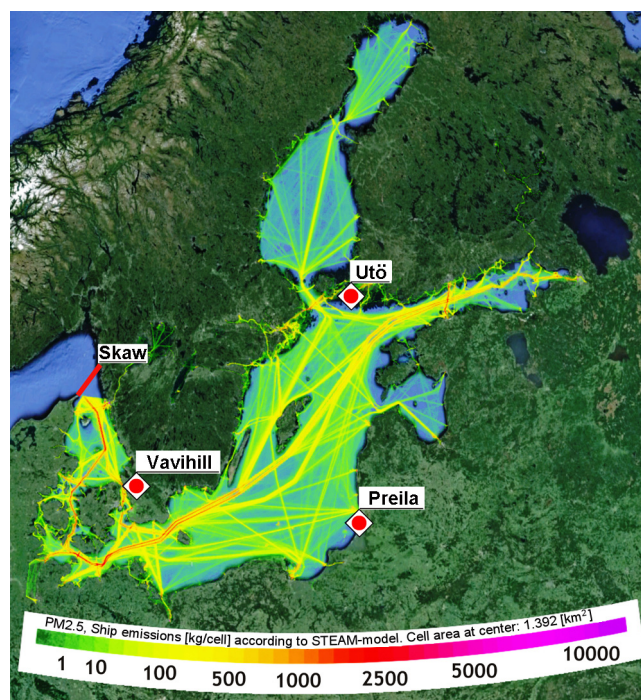 Utö
Skaw
Vavihill
Preila
PM2.5, Ship emissions [kg/cell] according to STEAM-model. Cell area at center: 1.392 [km²]
1 10 100 500 1000 2500 5000 10000